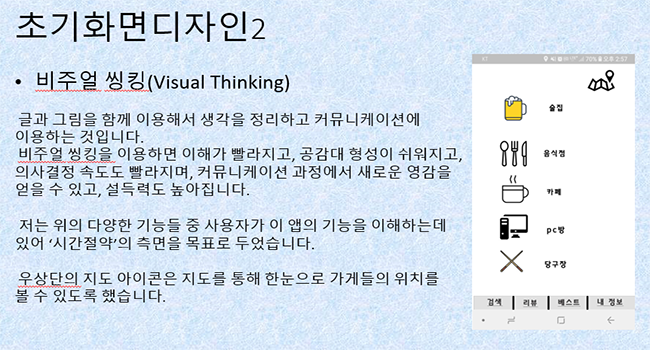 초기화면디자인2
• 비주얼 씽킹(Visual Thinking)
글과 그림을 함께 이용해서 생각을 정리하고 커뮤니케이션에
이용하는 것입니다.
비주얼 씽킹을 이용하면 이해가 빨라지고, 공감대 형성이 쉬워지고,
의사결정 속도도 빨라지며, 커뮤니케이션 과정에서 새로운 영감을
얻을 수 있고, 설득력도 높아집니다.
저는 위의 다양한 기능들 중 사용자가 이 앱의 기능을 이해하는데
있어 ‘시간절약’의 측면을 목표로 두었습니다.
우상단의 지도 아이콘은 지도를 통해 한눈으로 가게들의 위치를
볼 수 있도록 했습니다.
70% 오후 2:57
술집
음식점
카페
pc방
당구장
검색 리뷰 베스트 내 정보